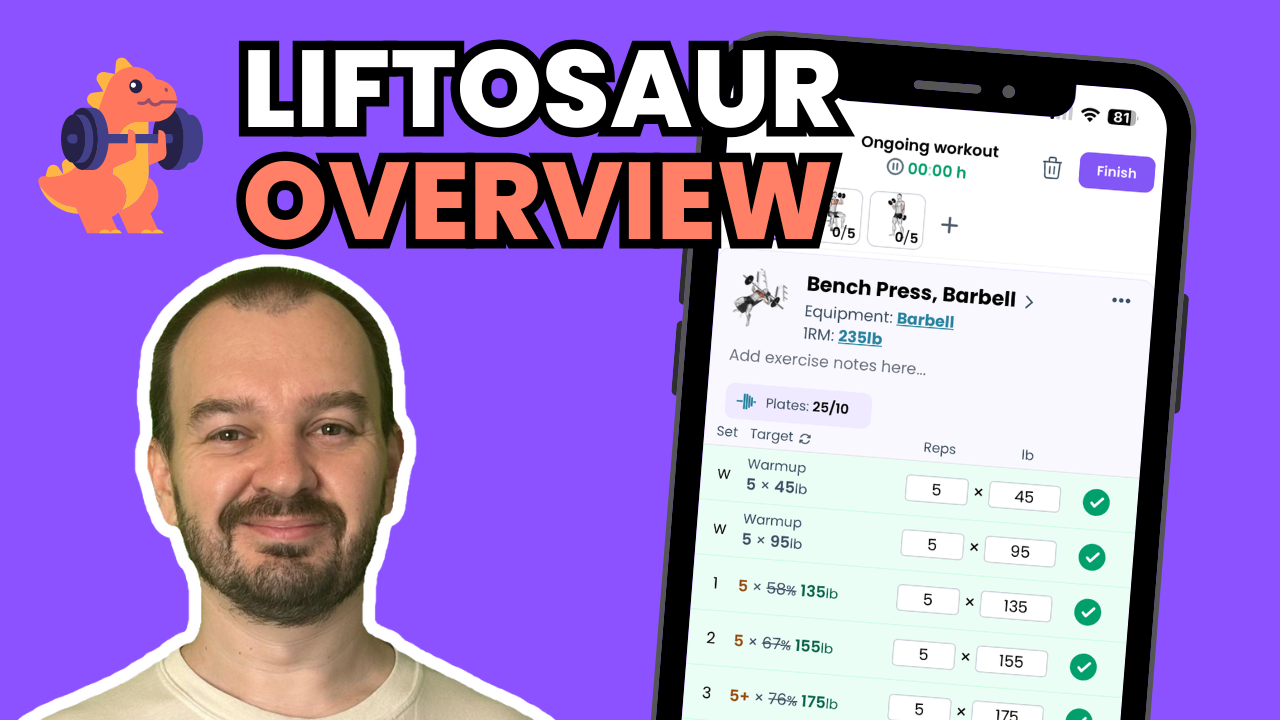 LIFTOSAUR
OVERVIEW
81
Ongoing workout
00:00 h
Finish
0/5
0/5
+
Bench Press, Barbell >
Equipment: Barbell
1RM: 235lb
Add exercise notes here...
Plates: 25/10
Set Target Reps lb
W Warmup
5 × 45lb 5 × 45
W Warmup
5 × 95lb 5 × 95
1 5 × 58% 135lb 5 × 135
2 5 × 67% 155lb 5 × 155
3 5+ × 76% 175lb 5 × 175